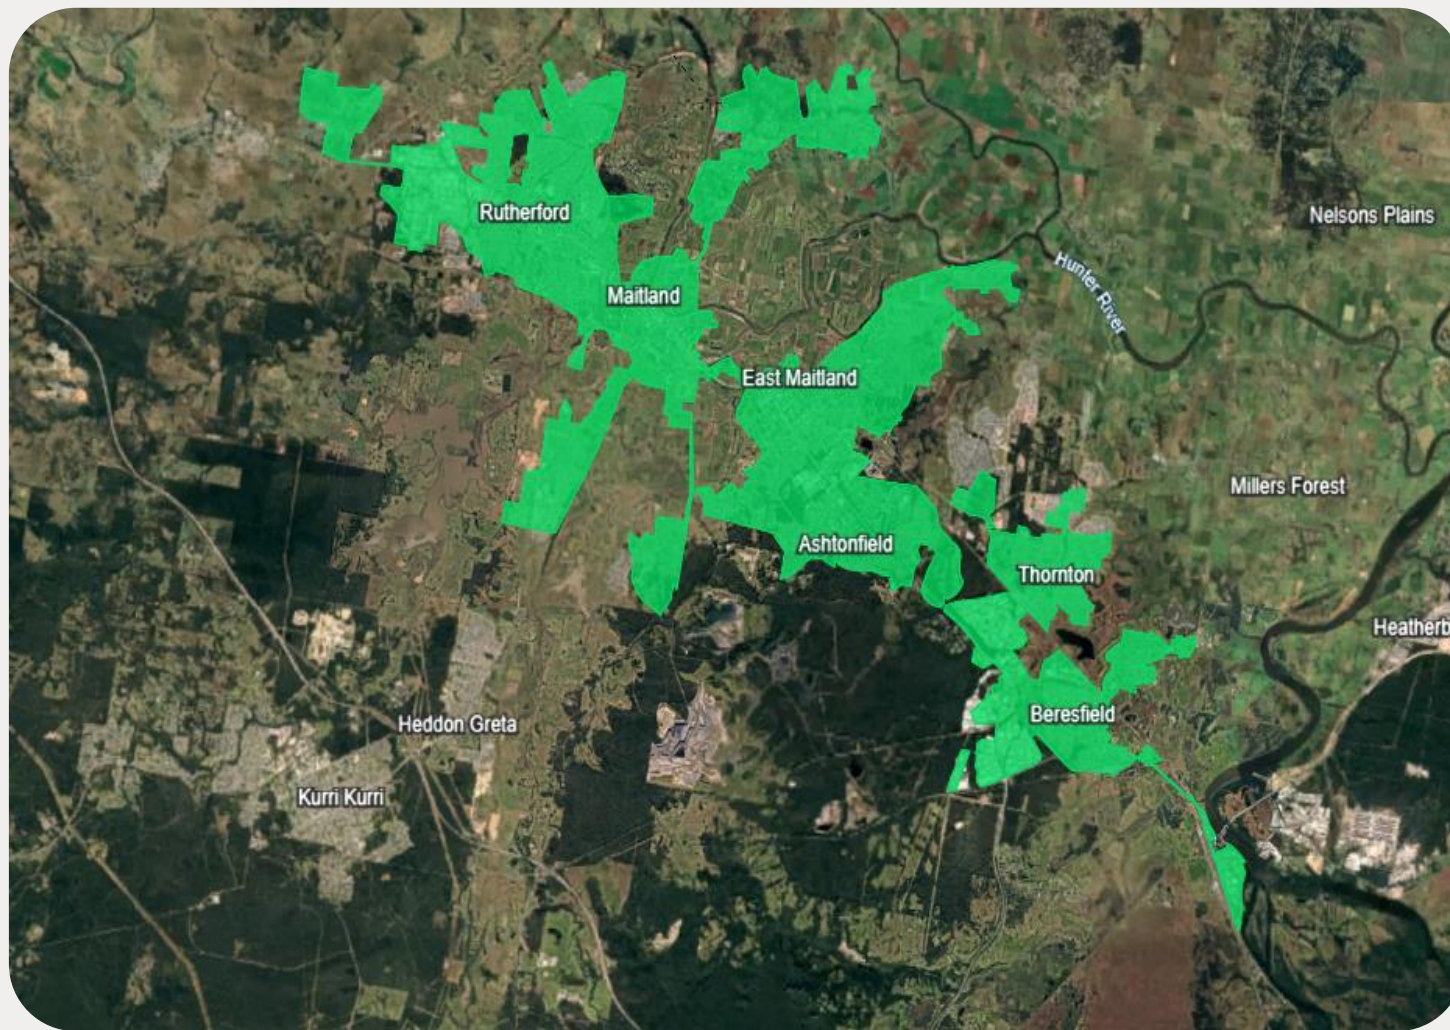 Rutherford
Nelsons Plains
Hunter River
Maitland
East Maitland
Millers Forest
Ashtonfield
Thornton
Heatherb
Beresfield
Heddon Greta
Kurri Kurri